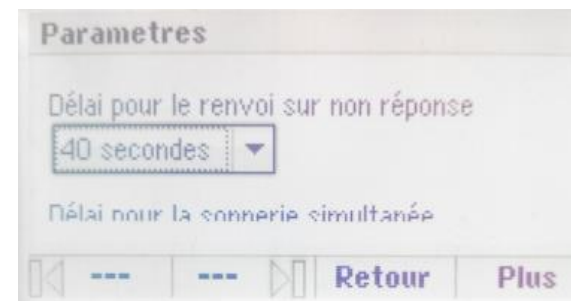 Parametres
Délai pour le renvoi sur non réponse
40 secondes
Délai pour la sonnerie simultanée
--- --- Retour Plus